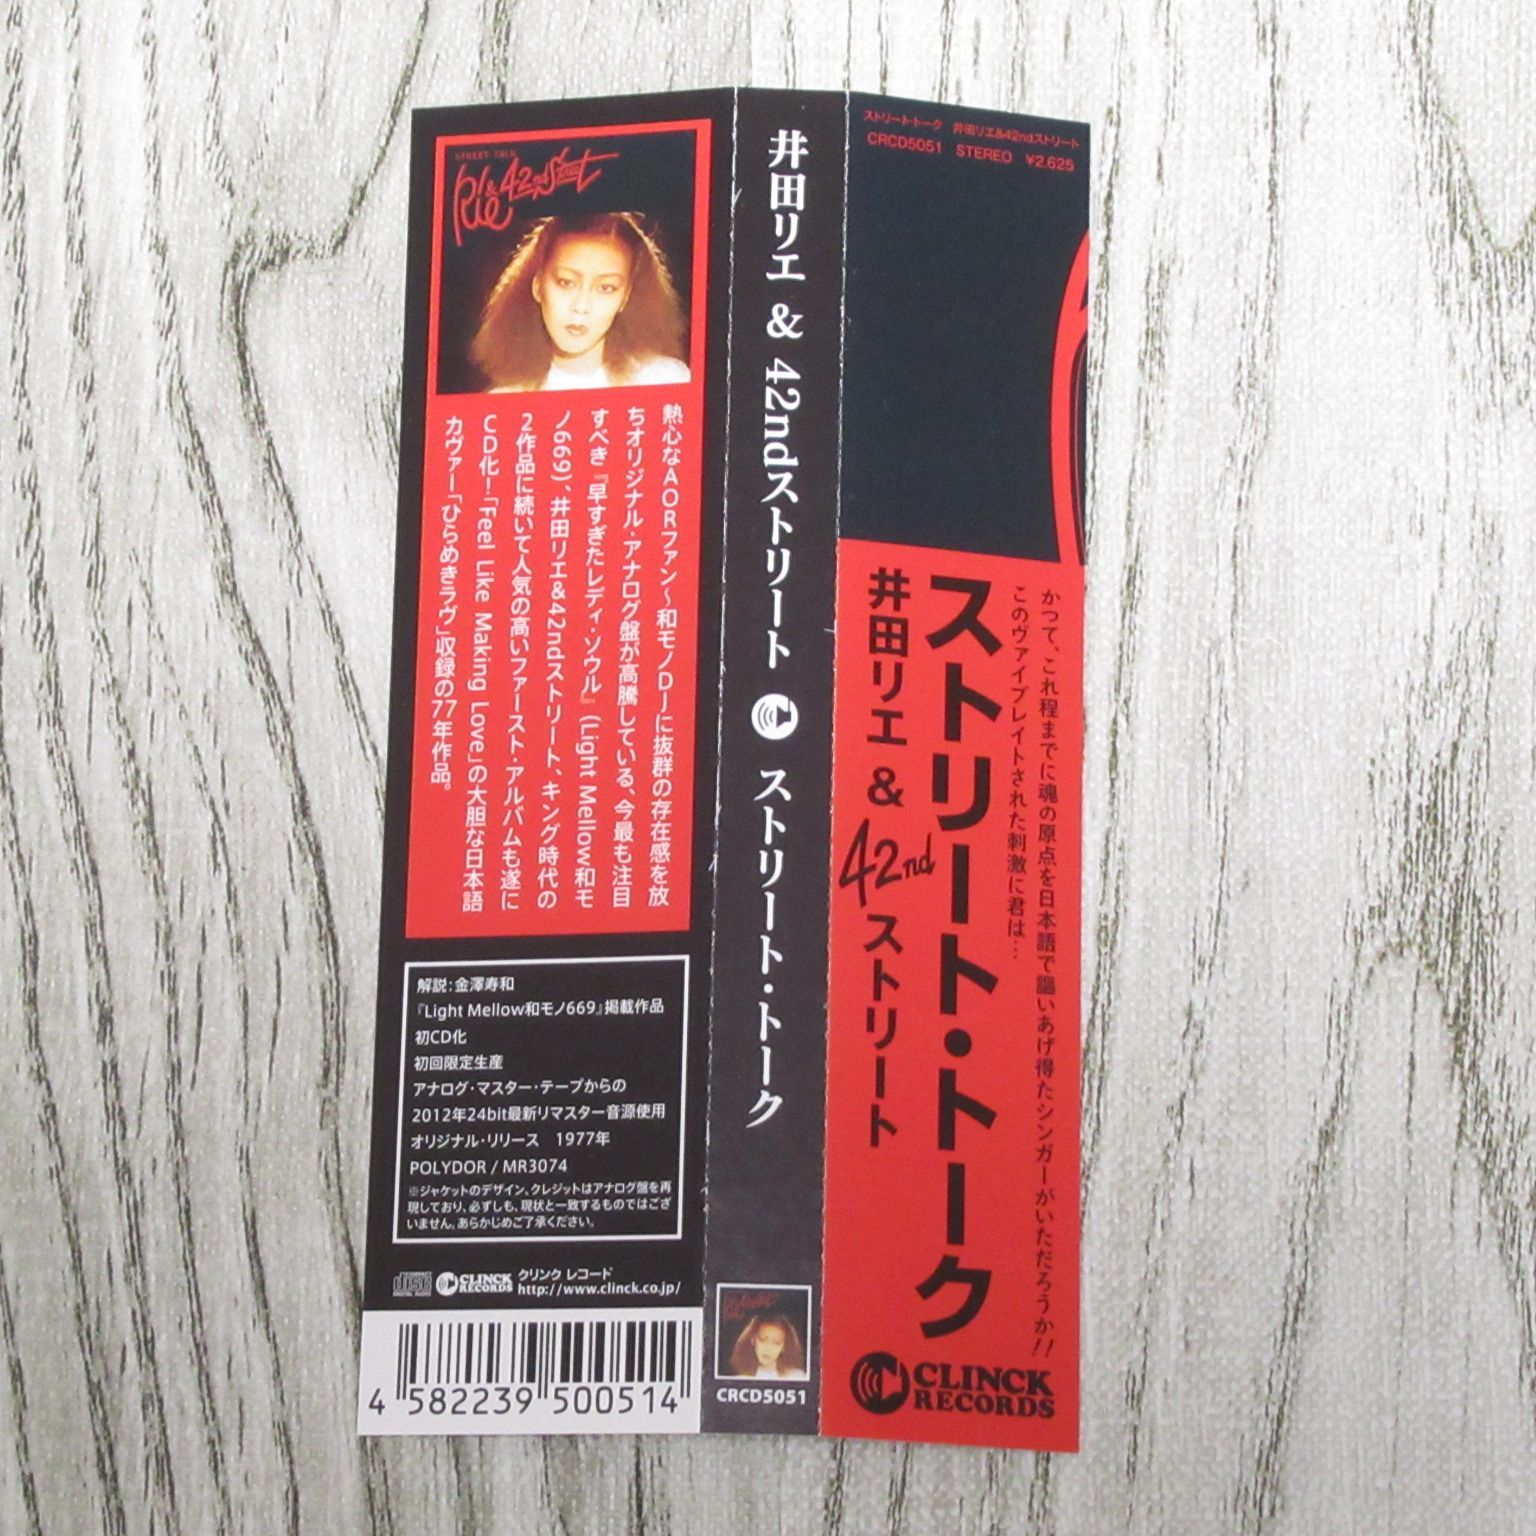 STREET TALK
Rie & 42nd Street
熱心なAORファン〜和モノDJに抜群の存在感を放
ちオリジナル・アナログ盤が高騰している、今最も注目
すべき『早すぎたレディ・ソウル』(Light Mellow和モ
ノ669)、井田リエ&42ndストリート、キング時代の
2作品に続いて人気の高いファースト・アルバムも遂に
CD化!「Feel Like Making Love」の大胆な日本語
カヴァー「ひらめきラヴ」収録の77年作品。
解説:金澤寿和
『Light Mellow和モノ669』掲載作品
初CD化
初回限定生産
アナログ・マスター・テープからの
2012年24bit最新リマスター音源使用
オリジナル・リリース 1977年
POLYDOR / MR3074
※ジャケットのデザイン、クレジットはアナログ盤を再
現しており、必ずしも、現状と一致するものではござ
いません。あらかじめご了承ください。
COMPACT
disc
DIGITAL AUDIO
CLINCK
RECORDS
クリンク レコード
http://www.clinck.co.jp/
4 582239 500514
井田リエ & 42ndストリート ストリート・トーク
CRCD5051
ストリート・トーク 井田リエ&42ndストリート
CRCD5051 STEREO ¥2.625
かつて、これ程までに魂の原点を日本語で謳いあげ得たシンガーがいただろうか!!
このヴァイブレイトされた刺激に君は…
ストリート・トーク
井田リエ & 42nd ストリート
CLINCK
RECORDS